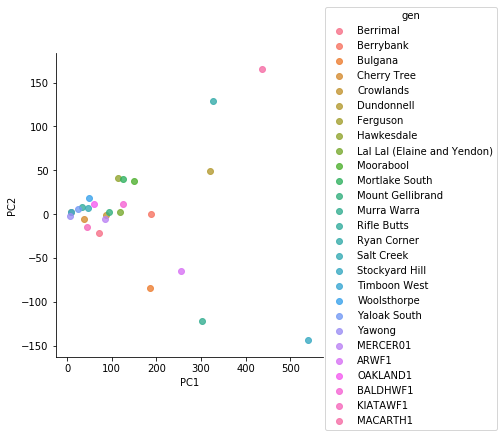 gen
Berrimal
Berrybank
Bulgana
Cherry Tree
Crowlands
Dundonnell
Ferguson
Hawkesdale
Lal Lal (Elaine and Yendon)
Moorabool
Mortlake South
Mount Gellibrand
Murra Warra
Rifle Butts
Ryan Corner
Salt Creek
Stockyard Hill
Timboon West
Woolsthorpe
Yaloak South
Yawong
MERCER01
ARWF1
OAKLAND1
BALDHWF1
KIATAWF1
MACARTH1
150
100
50
0
−50
−100
−150
PC2
0 100 200 300 400 500
PC1